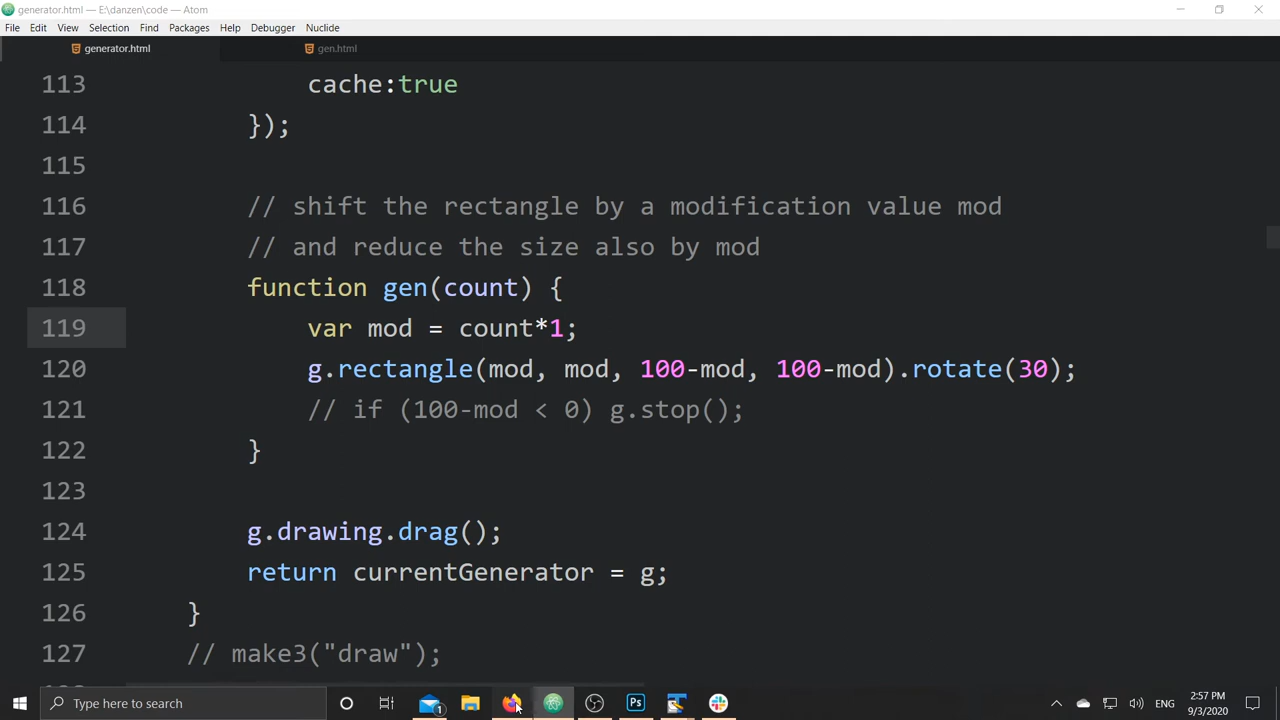 generator.html — E:\danzen\code — Atom
File Edit View Selection Find Packages Help Debugger Nuclide
generator.html gen.html
113 cache:true
114 });
115
116 // shift the rectangle by a modification value mod
117 // and reduce the size also by mod
118 function gen(count) {
119 var mod = count*1;
120 g.rectangle(mod, mod, 100-mod, 100-mod).rotate(30);
121 // if (100-mod < 0) g.stop();
122 }
123
124 g.drawing.drag();
125 return currentGenerator = g;
126 }
127 // make3("draw");
Type here to search
1
Ps
ENG
2:57 PM
9/3/2020